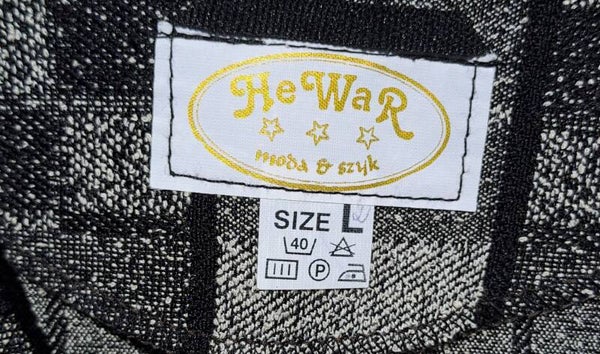 HeWaR
moda & szyk
SIZE L
40
P